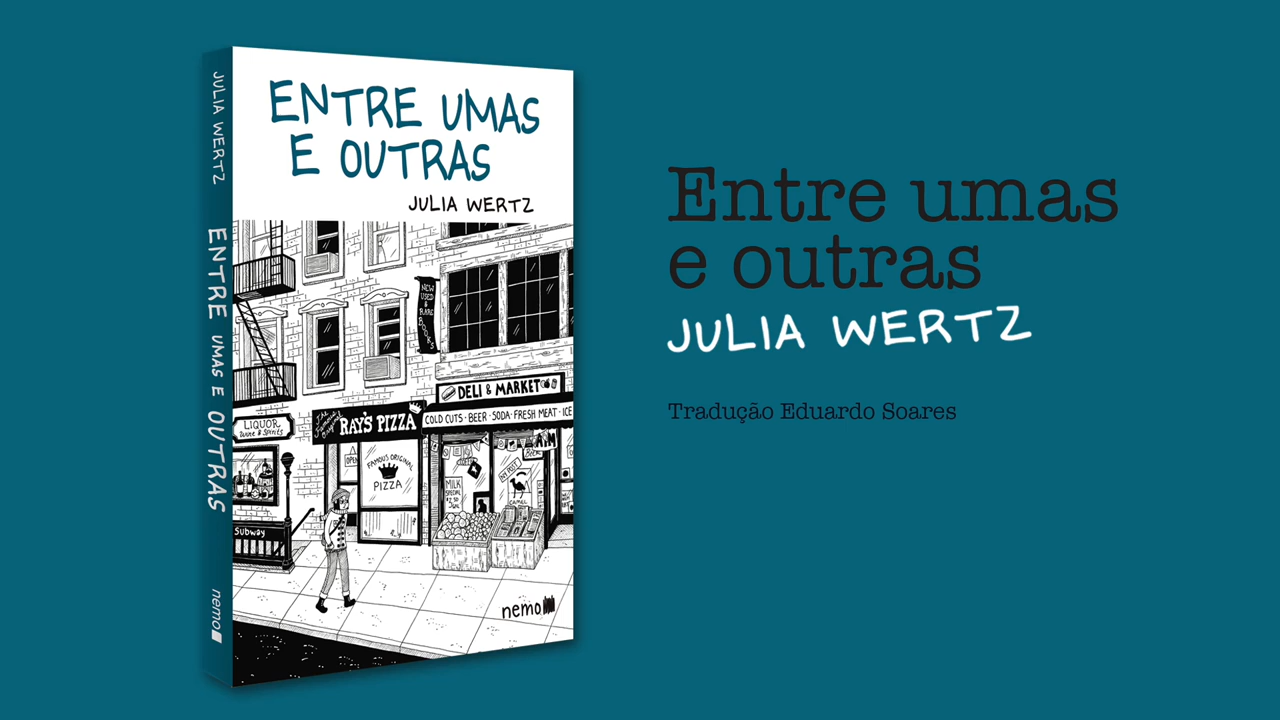 JULIA WERTZ
ENTRE UMAS E OUTRAS
nemo
ENTRE UMAS
E OUTRAS
JULIA WERTZ
NEW
USED
& RARE
BOOKS
DELI & MARKET
COLD CUTS · BEER · SODA · FRESH MEAT · ICE
RAY'S PIZZA
LIQUOR
Wine & Spirits
OPEN
FAMOUS ORIGINAL
PIZZA
MILK
SPECIAL
CAMEL
SUBWAY
nemo
Entre umas
e outras
JULIA WERTZ
Tradução Eduardo Soares